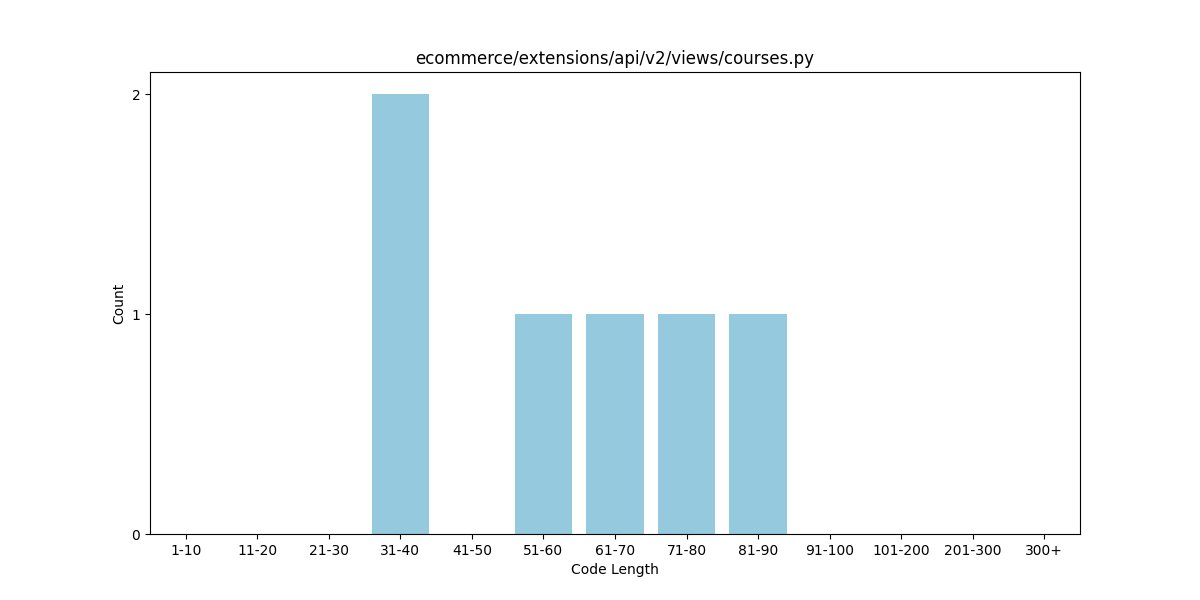 ecommerce/extensions/api/v2/views/courses.py
Count
2
1
0
1-10 11-20 21-30 31-40 41-50 51-60 61-70 71-80 81-90 91-100 101-200 201-300 300+
Code Length